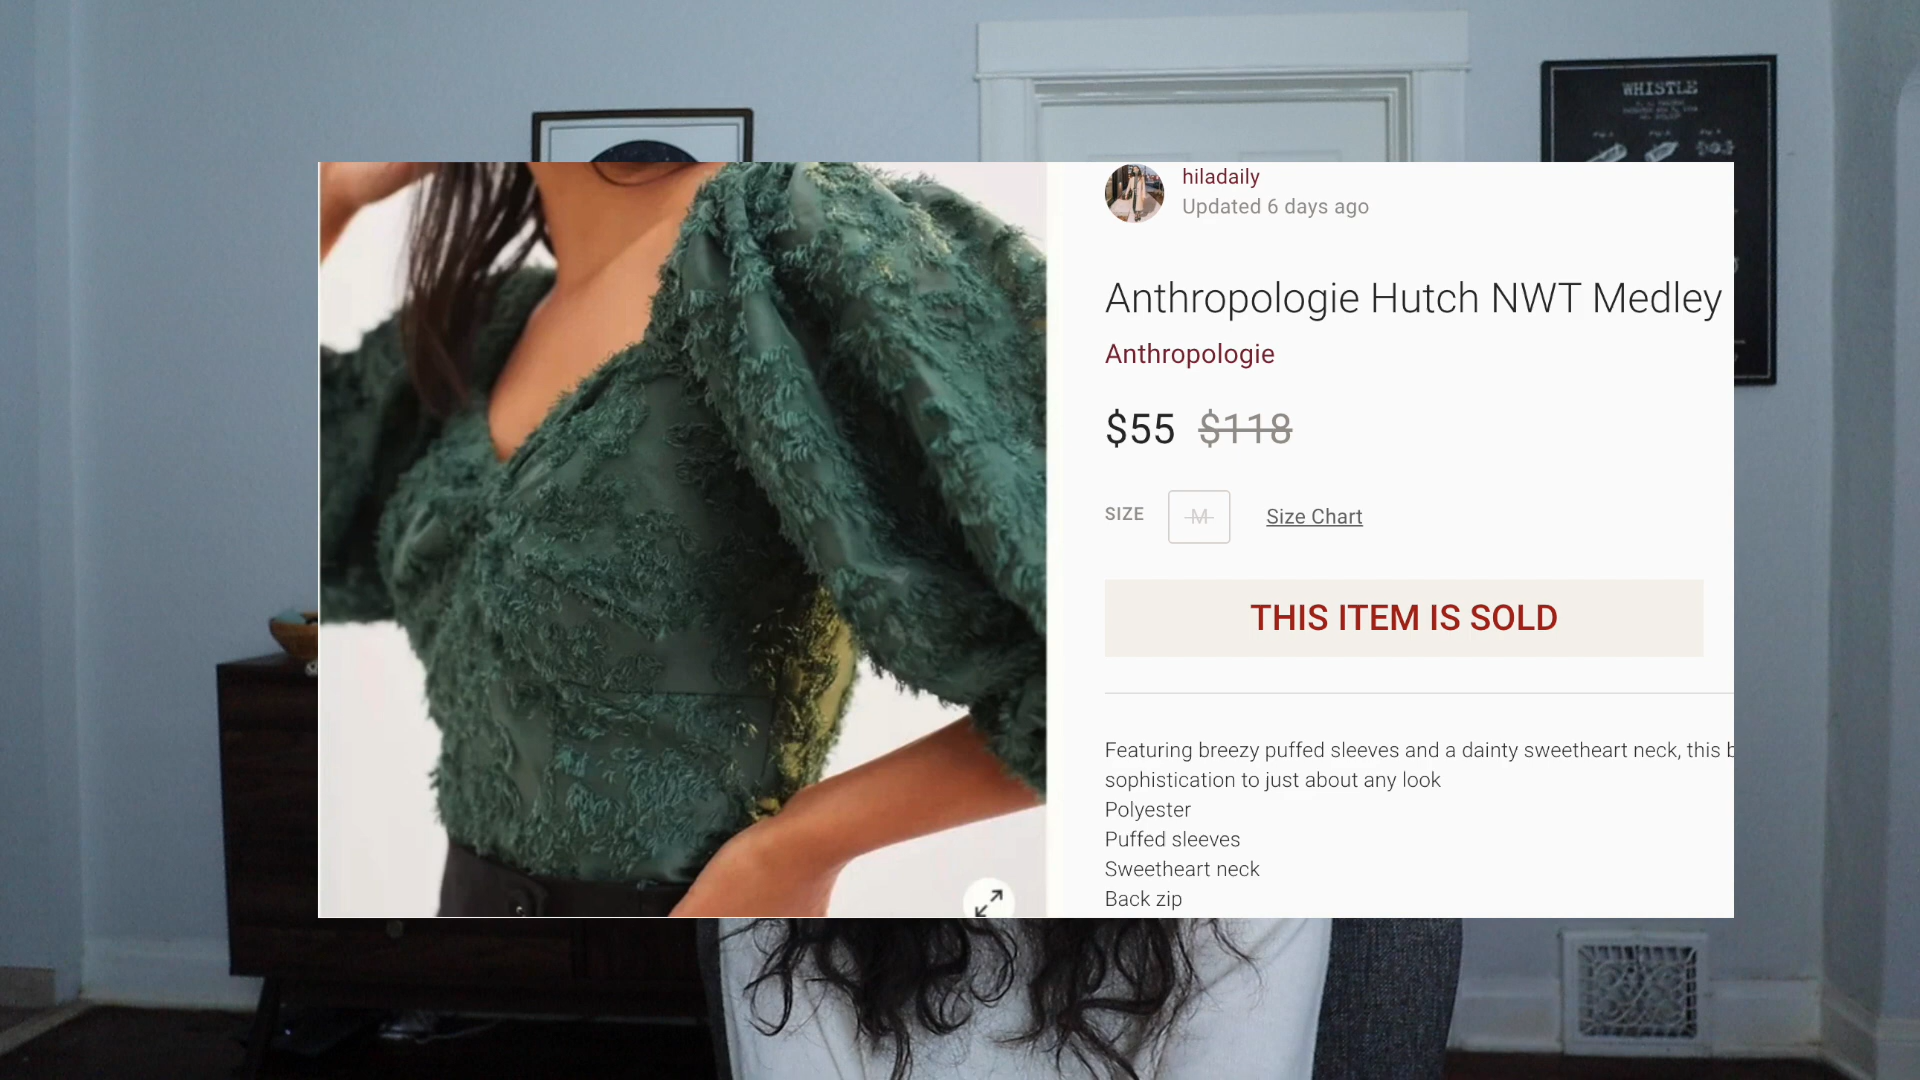 WHISTLE
hiladaily
Updated 6 days ago
Anthropologie Hutch NWT Medley
Anthropologie
$55 $118
SIZE M Size Chart
THIS ITEM IS SOLD
Featuring breezy puffed sleeves and a dainty sweetheart neck, this b
sophistication to just about any look
Polyester
Puffed sleeves
Sweetheart neck
Back zip